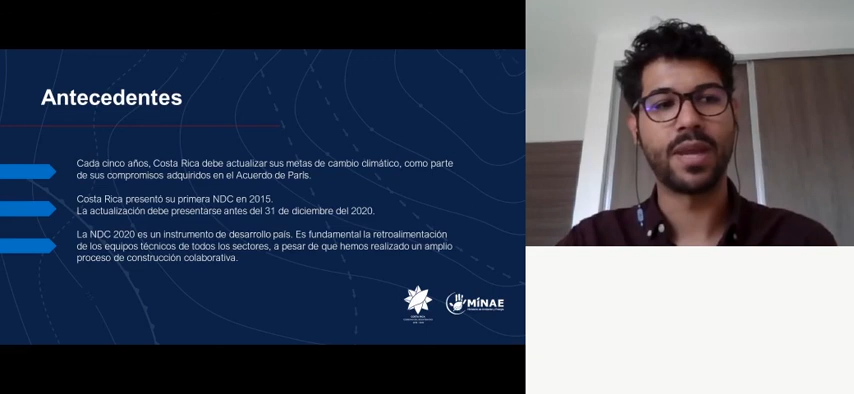 Antecedentes
Cada cinco años, Costa Rica debe actualizar sus metas de cambio climático, como parte
de sus compromisos adquiridos en el Acuerdo de París.
Costa Rica presentó su primera NDC en 2015.
La actualización debe presentarse antes del 31 de diciembre del 2020.
La NDC 2020 es un instrumento de desarrollo país. Es fundamental la retroalimentación
de los equipos técnicos de todos los sectores, a pesar de que hemos realizado un amplio
proceso de construcción colaborativa.
COSTA RICA
MINAE